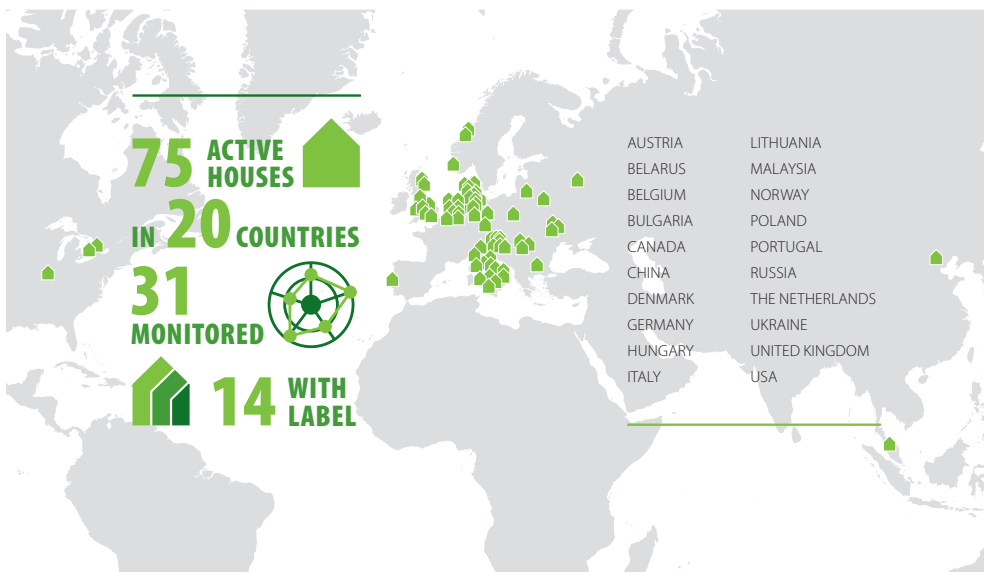 75 ACTIVE
HOUSES
IN 20 COUNTRIES
31
MONITORED
14 WITH
LABEL
AUSTRIA
BELARUS
BELGIUM
BULGARIA
CANADA
CHINA
DENMARK
GERMANY
HUNGARY
ITALY
LITHUANIA
MALAYSIA
NORWAY
POLAND
PORTUGAL
RUSSIA
THE NETHERLANDS
UKRAINE
UNITED KINGDOM
USA